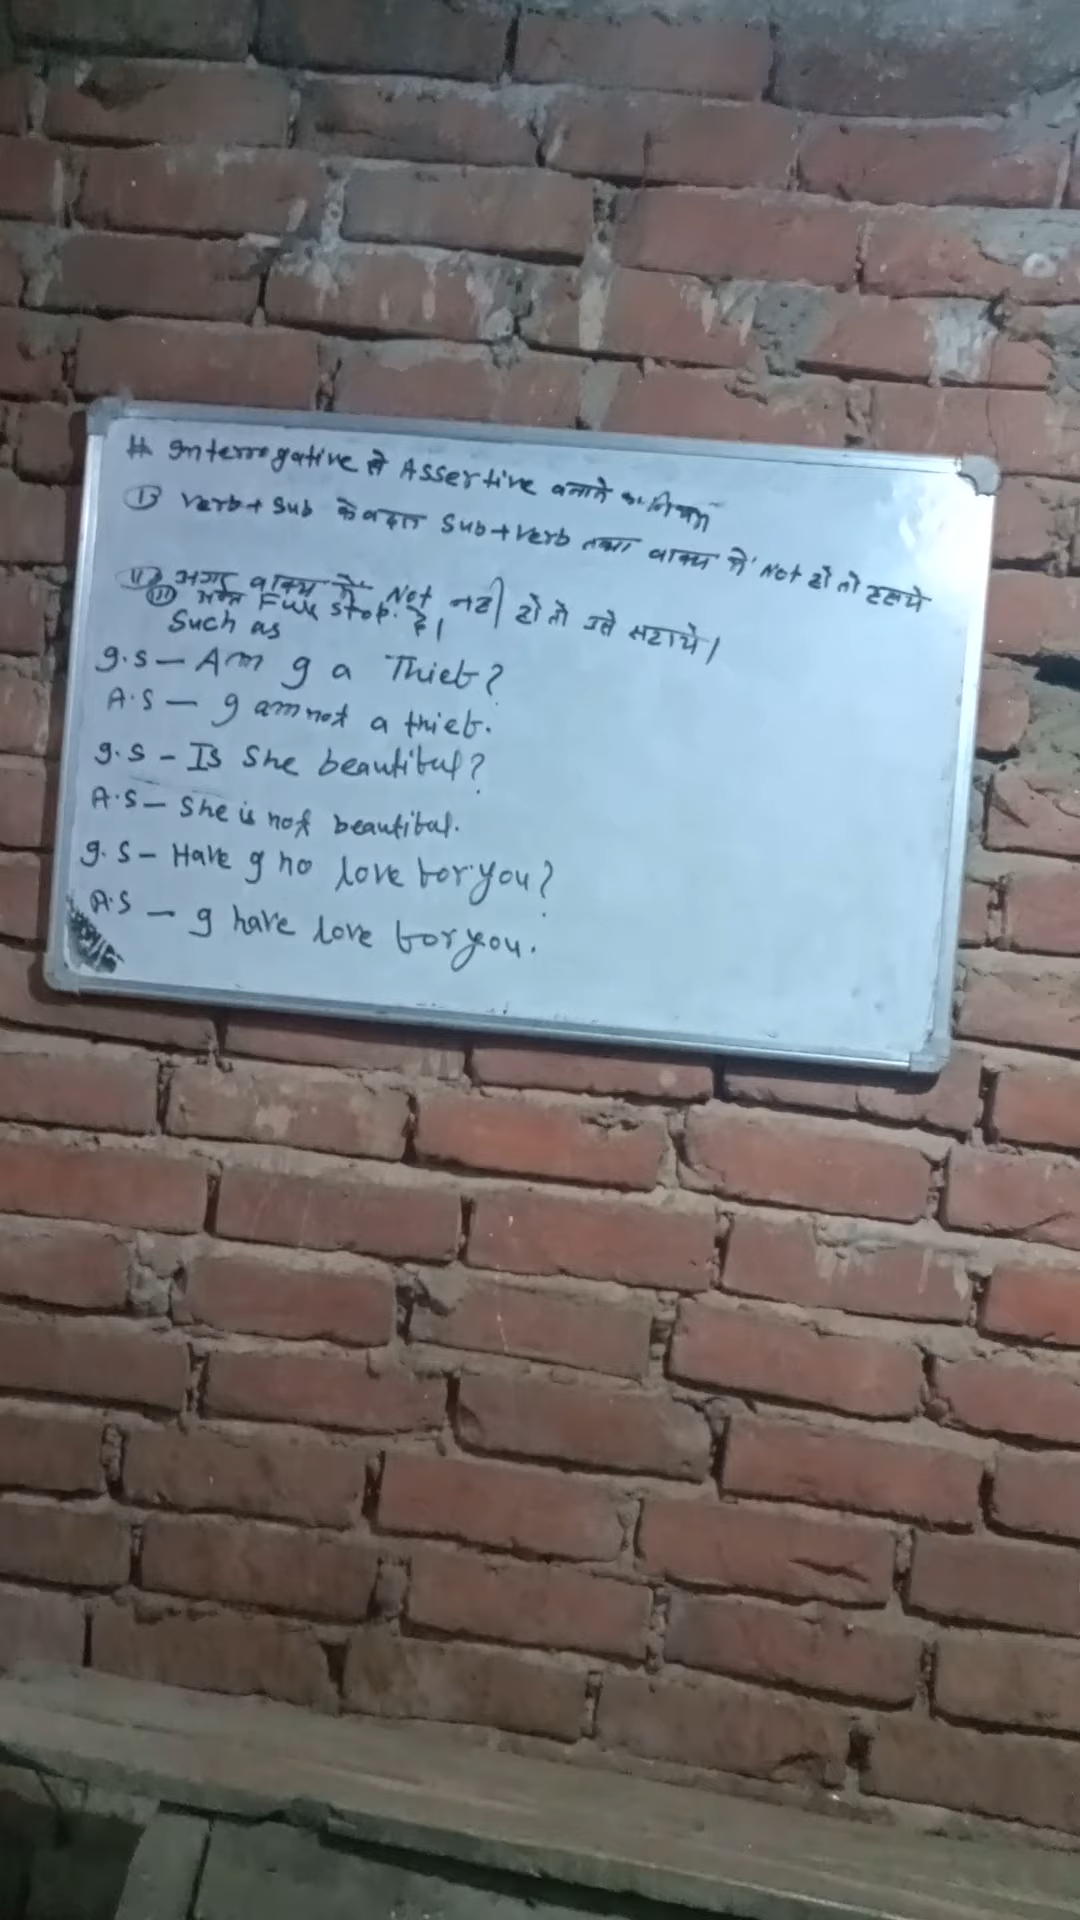 # Interrogative से Assertive बनाने का नियम
(I) Verb + Sub के बदले Sub + Verb तथा वाक्य में Not हो तो हटायें
(II) अगर वाक्य में Not नहीं हो तो उसे सटायें।
(III) Full stop. दें।
Such as
I.S – Am I a Thief?
A.S – I am not a thief.
I.S – Is She beautiful?
A.S – She is not beautiful.
I.S – Have I no love for you?
A.S – I have love for you.